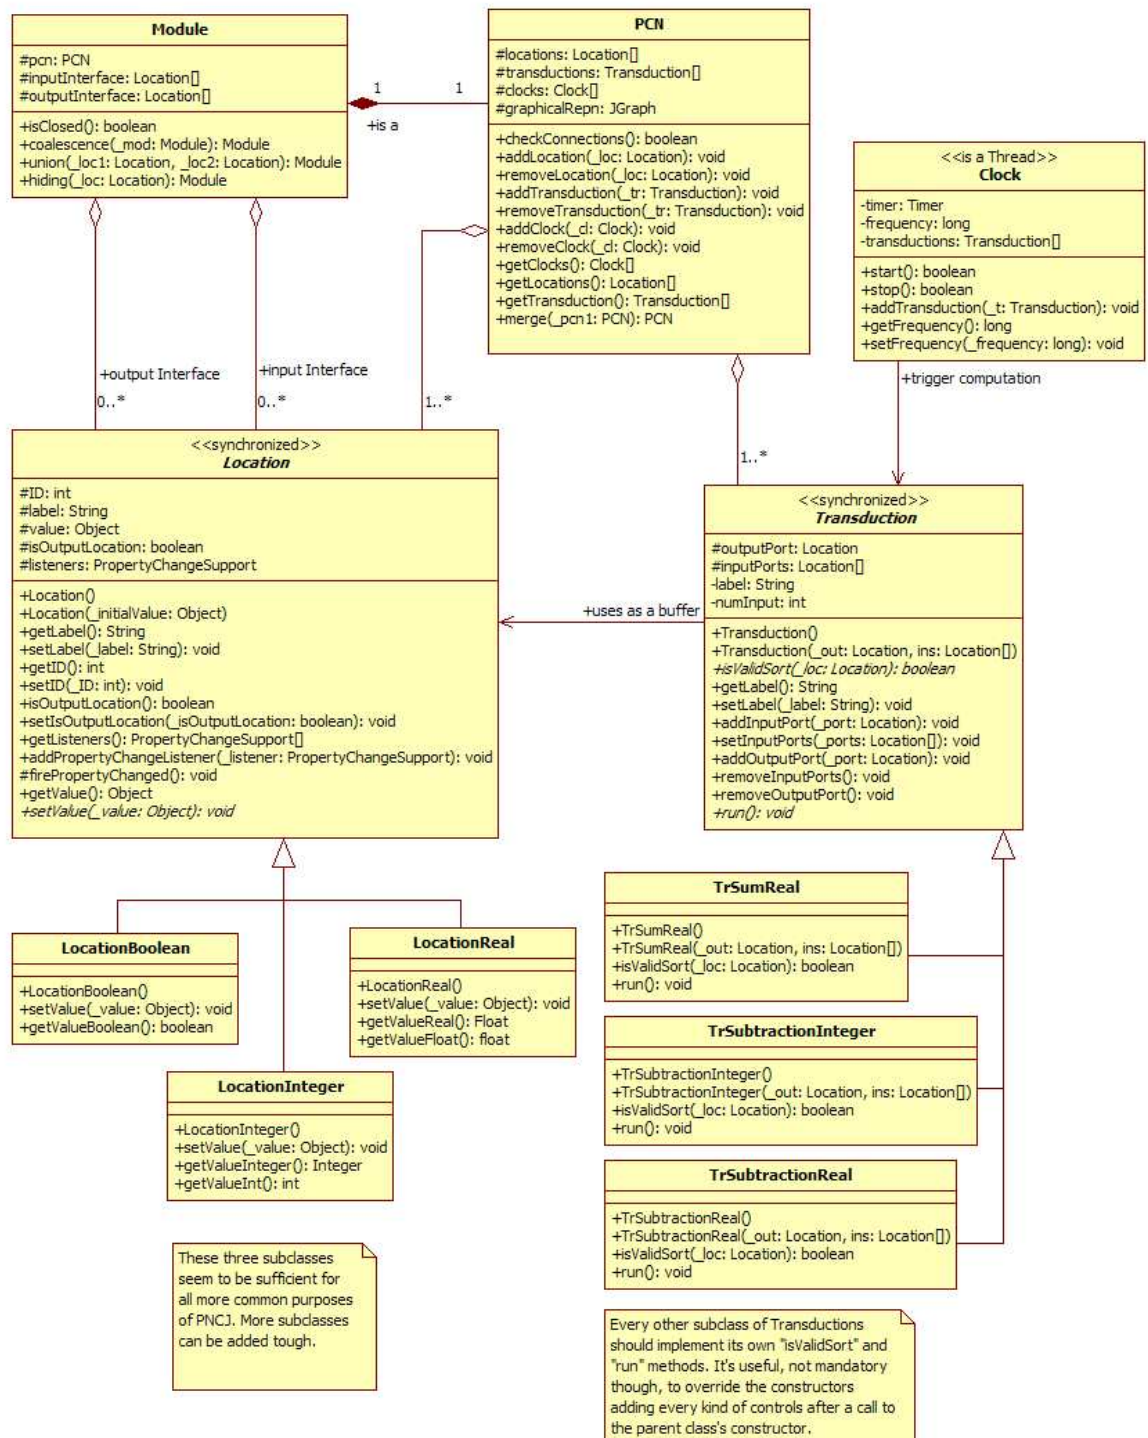 Module
#pcn: PCN
#inputInterface: Location[]
#outputInterface: Location[]
+isClosed(): boolean
+coalescence(_mod: Module): Module
+union(_loc1: Location, _loc2: Location): Module
+hiding(_loc: Location): Module
1
1
+is a
PCN
#locations: Location[]
#transductions: Transduction[]
#clocks: Clock[]
#graphicalRepn: JGraph
+checkConnections(): boolean
+addLocation(_loc: Location): void
+removeLocation(_loc: Location): void
+addTransduction(_tr: Transduction): void
+removeTransduction(_tr: Transduction): void
+addClock(_cl: Clock): void
+removeClock(_cl: Clock): void
+getClocks(): Clock[]
+getLocations(): Location[]
+getTransduction(): Transduction[]
+merge(_pcn1: PCN): PCN
<<is a Thread>>
Clock
-timer: Timer
-frequency: long
-transductions: Transduction[]
+start(): boolean
+stop(): boolean
+addTransduction(_t: Transduction): void
+getFrequency(): long
+setFrequency(_frequency: long): void
+output Interface
0..*
+input Interface
0..*
1..*
+trigger computation
1..*
<<synchronized>>
Location
#ID: int
#label: String
#value: Object
#isOutputLocation: boolean
#listeners: PropertyChangeSupport
+Location()
+Location(_initialValue: Object)
+getLabel(): String
+setLabel(_label: String): void
+getID(): int
+setID(_ID: int): void
+isOutputLocation(): boolean
+setIsOutputLocation(_isOutputLocation: boolean): void
+getListeners(): PropertyChangeSupport[]
+addPropertyChangeListener(_listener: PropertyChangeSupport): void
#firePropertyChanged(): void
+getValue(): Object
+setValue(_value: Object): void
+uses as a buffer
<<synchronized>>
Transduction
#outputPort: Location
#inputPorts: Location[]
-label: String
-numInput: int
+Transduction()
+Transduction(_out: Location, ins: Location[])
+isValidSort(_loc: Location): boolean
+getLabel(): String
+setLabel(_label: String): void
+addInputPort(_port: Location): void
+setInputPorts(_ports: Location[]): void
+addOutputPort(_port: Location): void
+removeInputPorts(): void
+removeOutputPort(): void
+run(): void
LocationBoolean
+LocationBoolean()
+setValue(_value: Object): void
+getValueBoolean(): boolean
LocationReal
+LocationReal()
+setValue(_value: Object): void
+getValueReal(): Float
+getValueFloat(): float
LocationInteger
+LocationInteger()
+setValue(_value: Object): void
+getValueInteger(): Integer
+getValueInt(): int
TrSumReal
+TrSumReal()
+TrSumReal(_out: Location, ins: Location[])
+isValidSort(_loc: Location): boolean
+run(): void
TrSubtractionInteger
+TrSubtractionInteger()
+TrSubtractionInteger(_out: Location, ins: Location[])
+isValidSort(_loc: Location): boolean
+run(): void
TrSubtractionReal
+TrSubtractionReal()
+TrSubtractionReal(_out: Location, ins: Location[])
+isValidSort(_loc: Location): boolean
+run(): void
These three subclasses
seem to be sufficient for
all more common purposes
of PNCJ. More subclasses
can be added tough.
Every other subclass of Transductions
should implement its own "isValidSort" and
"run" methods. It's useful, not mandatory
though, to override the constructors
adding every kind of controls after a call to
the parent class's constructor.